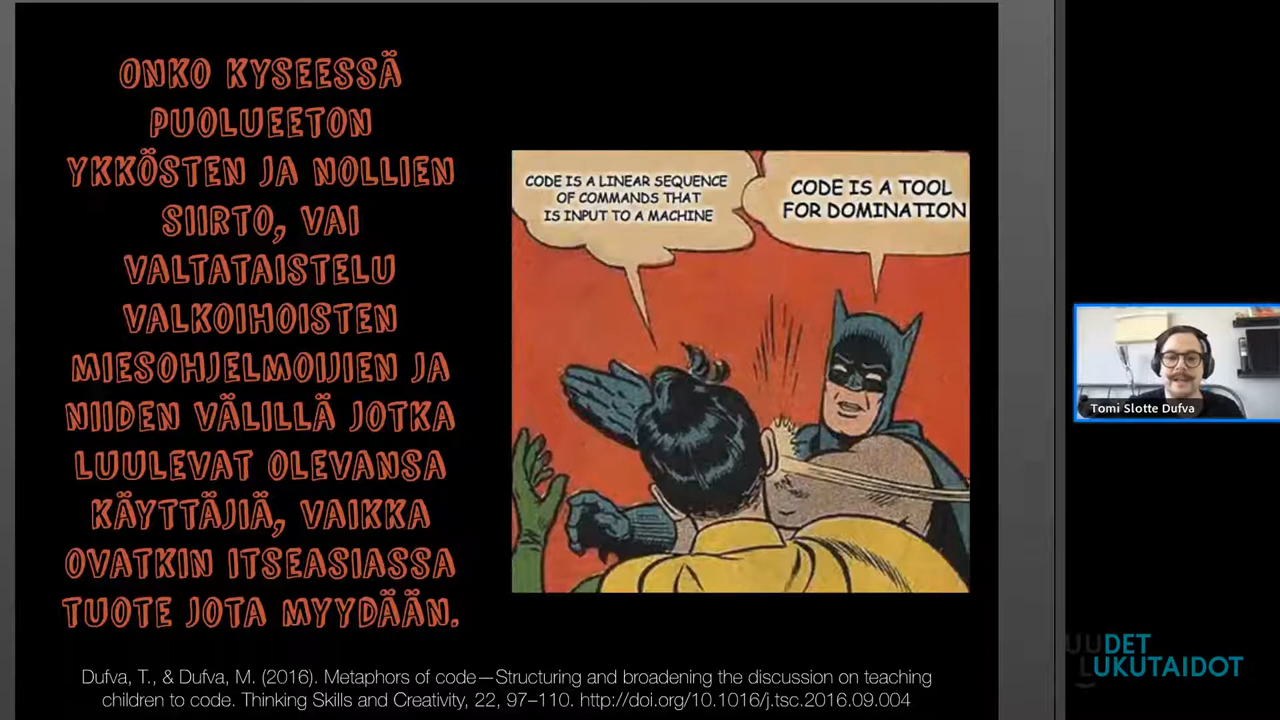 ONKO KYSEESSÄ
PUOLUEETON
YKKÖSTEN JA NOLLIEN
SIIRTO, VAI
VALTATAISTELU
VALKOIHOISTEN
MIESOHJELMOIJIEN JA
NIIDEN VÄLILLÄ JOTKA
LUULEVAT OLEVANSA
KÄYTTÄJIÄ, VAIKKA
OVATKIN ITSEASIASSA
TUOTE JOTA MYYDÄÄN.
CODE IS A LINEAR SEQUENCE
OF COMMANDS THAT
IS INPUT TO A MACHINE
CODE IS A TOOL
FOR DOMINATION
Dufva, T., & Dufva, M. (2016). Metaphors of code—Structuring and broadening the discussion on teaching
children to code. Thinking Skills and Creativity, 22, 97–110. http://doi.org/10.1016/j.tsc.2016.09.004
Tomi Slotte Dufva
UUDET
LUKUTAIDOT